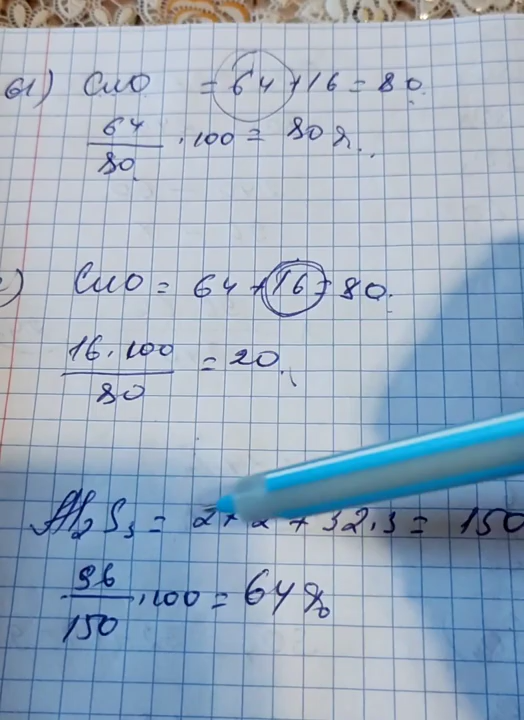 a) CuO = 64+16=80.
64/80 · 100 = 80%.
) CuO = 64+16=80.
16·100/80 = 20.
Al₂S₃ = 27·2+32·3= 150
96/150 ·100 = 64%